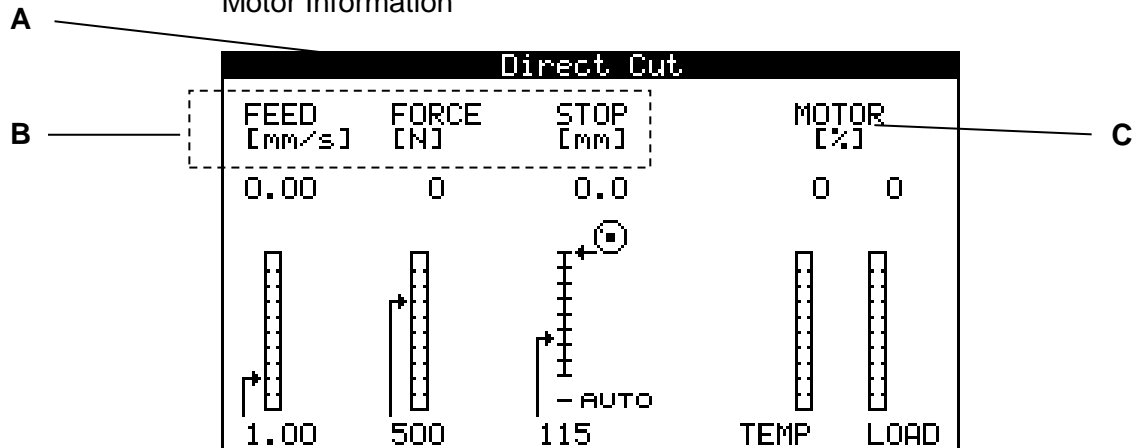 Motor Information
A
Direct Cut
FEED FORCE STOP MOTOR
[mm/s] [N] [mm] [%]
B
C
0.00 0 0.0 0 0
-AUTO
1.00 500 115 TEMP LOAD